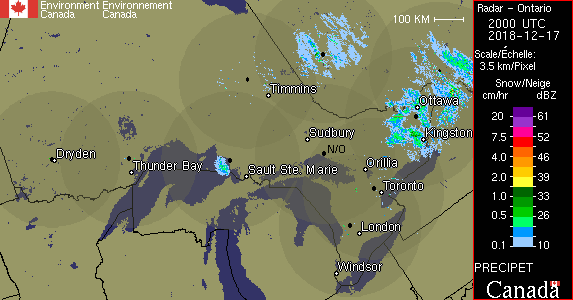 Environment Environnement
Canada Canada
100 KM
Radar - Ontario
2000 UTC
2018-12-17
Scale/Échelle:
3.5 km/Pixel
Snow/Neige
cm/hr dBZ
20 61
7.5 52
4.0 46
2.0 39
1.0 33
0.5 26
0.1 10
PRECIPET
Canada
Timmins
Ottawa
Sudbury
Kingston
N/O
Dryden
Thunder Bay
Sault Ste. Marie
Orillia
Toronto
London
Windsor